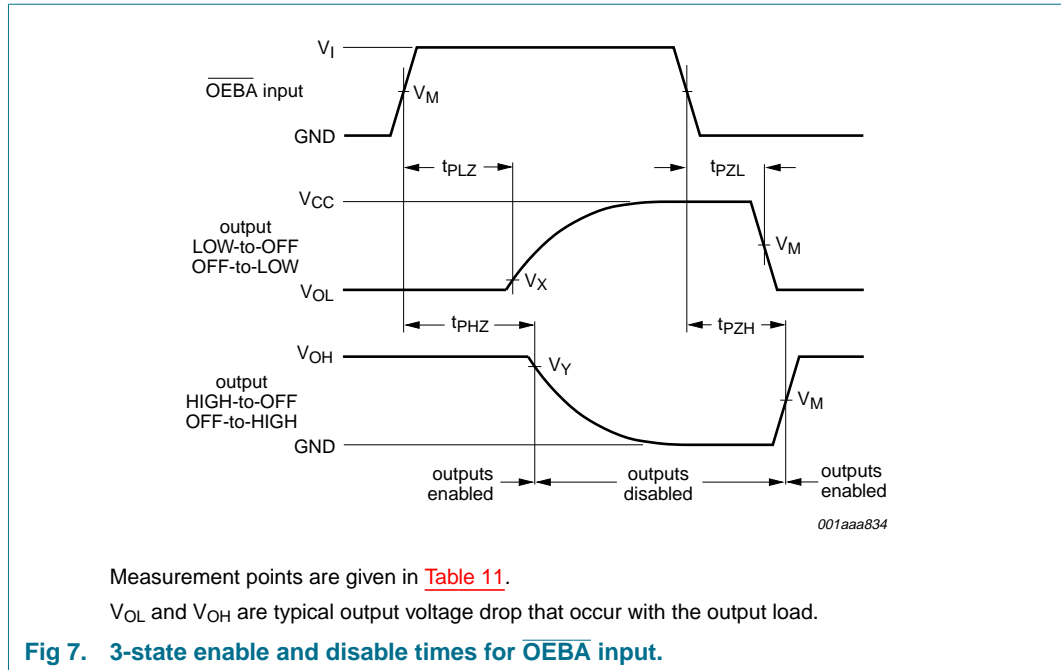 V_I
O̅E̅B̅A̅ input
V_M
GND
t_PLZ
t_PZL
V_CC
output
LOW-to-OFF
OFF-to-LOW
V_M
V_X
V_OL
t_PHZ
t_PZH
V_OH
V_Y
output
HIGH-to-OFF
OFF-to-HIGH
V_M
GND
outputs
enabled
outputs
disabled
outputs
enabled
001aaa834
Measurement points are given in Table 11.
V_OL and V_OH are typical output voltage drop that occur with the output load.
Fig 7. 3-state enable and disable times for O̅E̅B̅A̅ input.